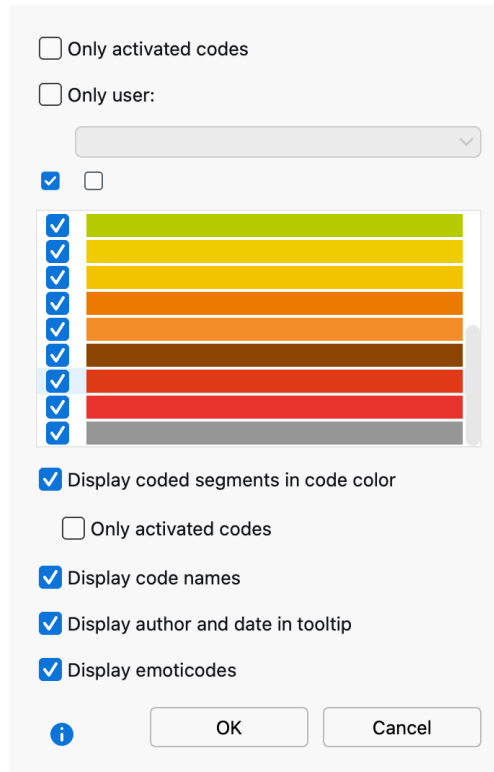 Only activated codes
Only user:
Display coded segments in code color
Only activated codes
Display code names
Display author and date in tooltip
Display emoticodes
OK
Cancel